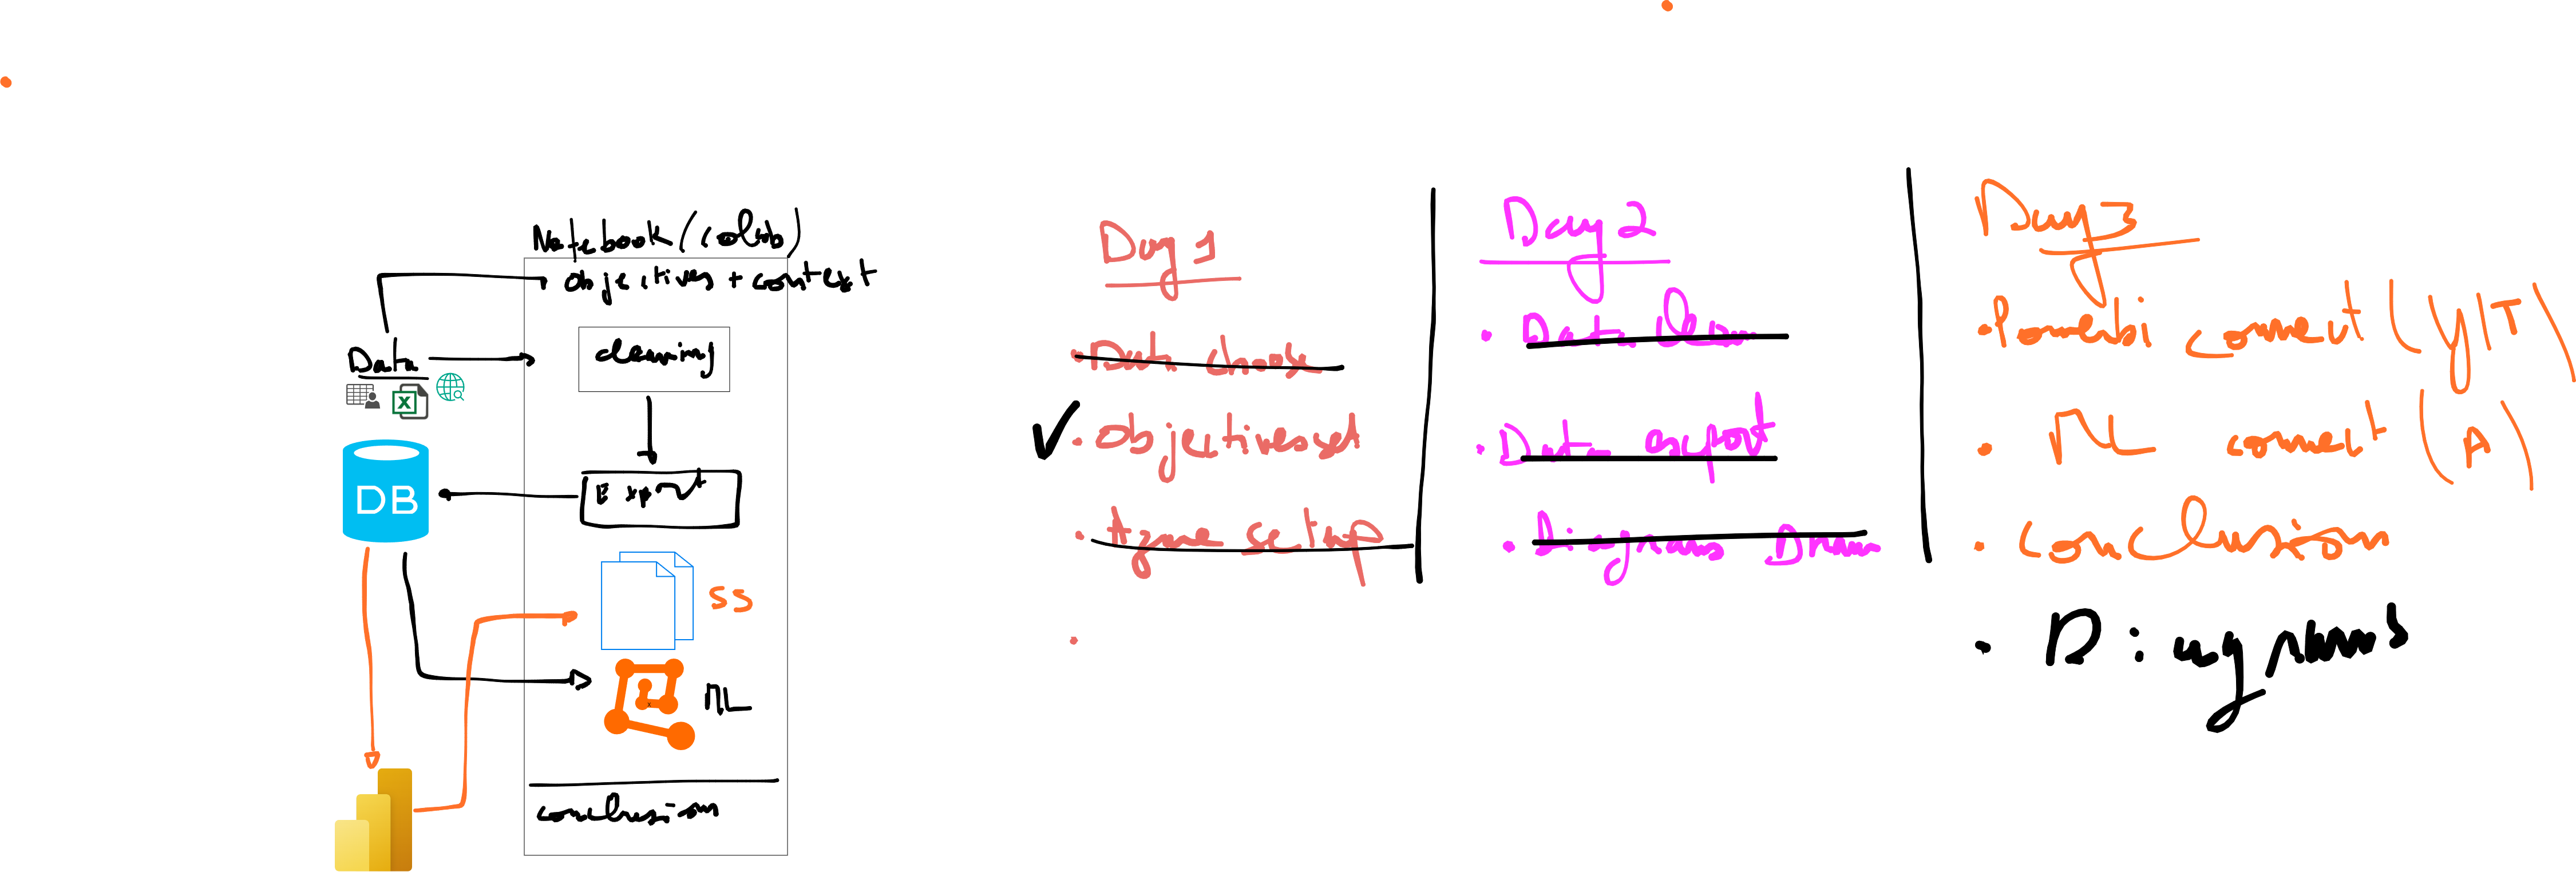 Notebook (colab)
objectives + context
Data
cleaning
DB
Export
SS
ML
conclusion
Day 1
• Data choose
• Objectives set
• Azure setup
•
Day 2
• Data Clean
• Data export
• Diagrams Draw
Day 3
• Powerbi connect (Y/T)
• ML connect (A)
• conclusion
• Diagrams